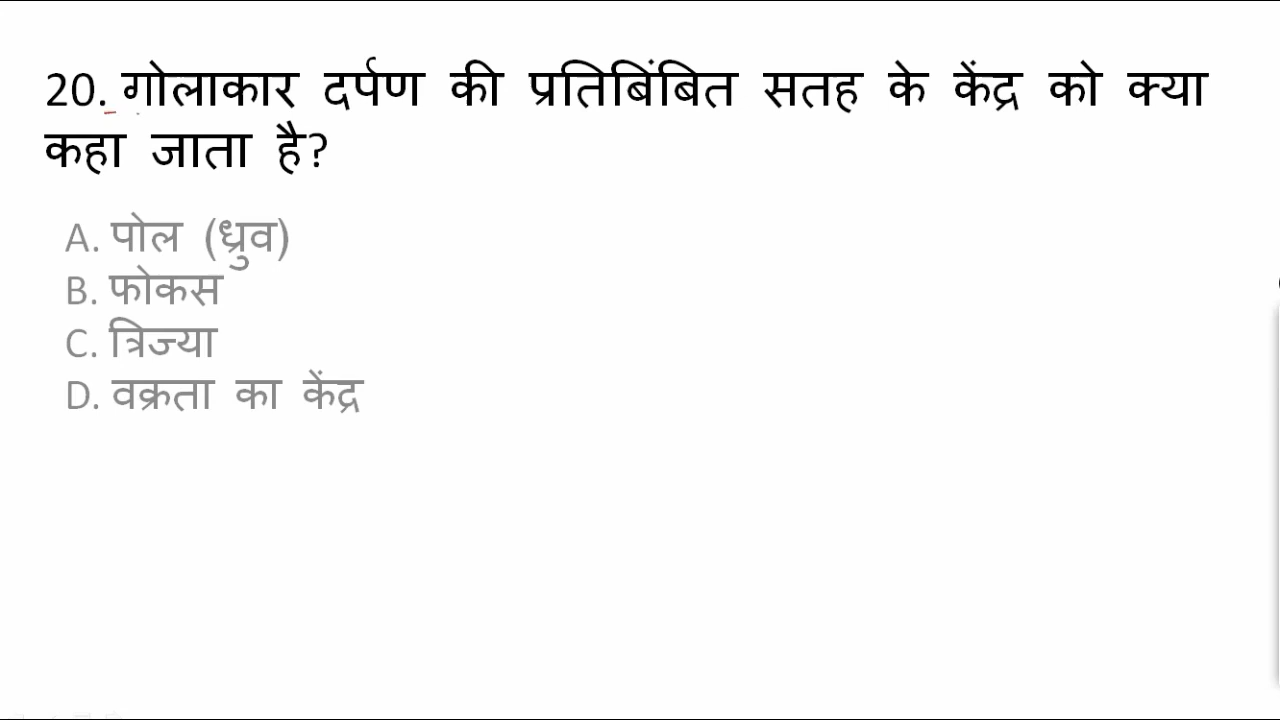 20. गोलाकार दर्पण की प्रतिबिंबित सतह के केंद्र को क्या
कहा जाता है?
A. पोल (ध्रुव)
B. फोकस
C. त्रिज्या
D. वक्रता का केंद्र